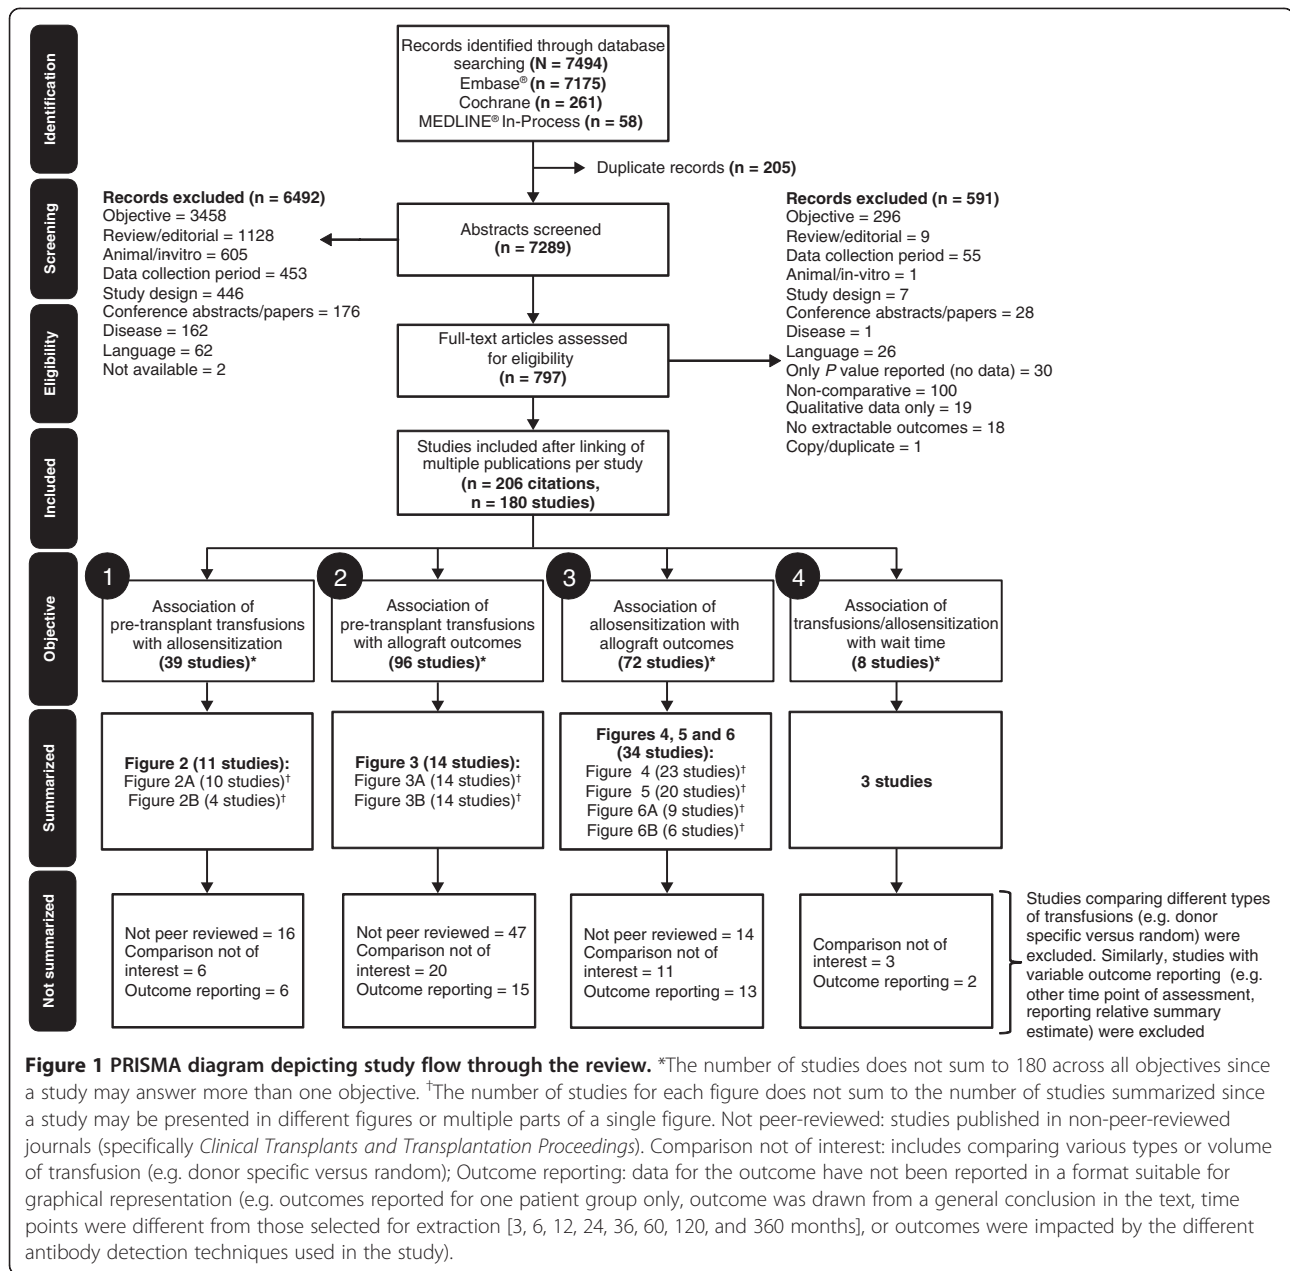 Identification
Records identified through database
searching (N = 7494)
Embase® (n = 7175)
Cochrane (n = 261)
MEDLINE® In-Process (n = 58)
Duplicate records (n = 205)
Screening
Records excluded (n = 6492)
Objective = 3458
Review/editorial = 1128
Animal/invitro = 605
Data collection period = 453
Study design = 446
Conference abstracts/papers = 176
Disease = 162
Language = 62
Not available = 2
Abstracts screened
(n = 7289)
Records excluded (n = 591)
Objective = 296
Review/editorial = 9
Data collection period = 55
Animal/in-vitro = 1
Study design = 7
Conference abstracts/papers = 28
Disease = 1
Language = 26
Only P value reported (no data) = 30
Non-comparative = 100
Qualitative data only = 19
No extractable outcomes = 18
Copy/duplicate = 1
Eligibility
Full-text articles assessed
for eligibility
(n = 797)
Included
Studies included after linking of
multiple publications per study
(n = 206 citations,
n = 180 studies)
Objective
1
Association of
pre-transplant transfusions
with allosensitization
(39 studies)*
2
Association of
pre-transplant transfusions
with allograft outcomes
(96 studies)*
3
Association of
allosensitization with
allograft outcomes
(72 studies)*
4
Association of
transfusions/allosensitization
with wait time
(8 studies)*
Summarized
Figure 2 (11 studies):
Figure 2A (10 studies)†
Figure 2B (4 studies)†
Figure 3 (14 studies):
Figure 3A (14 studies)†
Figure 3B (14 studies)†
Figures 4, 5 and 6
(34 studies):
Figure 4 (23 studies)†
Figure 5 (20 studies)†
Figure 6A (9 studies)†
Figure 6B (6 studies)†
3 studies
Not summarized
Not peer reviewed = 16
Comparison not of
interest = 6
Outcome reporting = 6
Not peer reviewed = 47
Comparison not of
interest = 20
Outcome reporting = 15
Not peer reviewed = 14
Comparison not of
interest = 11
Outcome reporting = 13
Comparison not of
interest = 3
Outcome reporting = 2
Studies comparing different types
of transfusions (e.g. donor
specific versus random) were
excluded. Similarly, studies with
variable outcome reporting (e.g.
other time point of assessment,
reporting relative summary
estimate) were excluded
Figure 1 PRISMA diagram depicting study flow through the review. *The number of studies does not sum to 180 across all objectives since
a study may answer more than one objective. †The number of studies for each figure does not sum to the number of studies summarized since
a study may be presented in different figures or multiple parts of a single figure. Not peer-reviewed: studies published in non-peer-reviewed
journals (specifically Clinical Transplants and Transplantation Proceedings). Comparison not of interest: includes comparing various types or volume
of transfusion (e.g. donor specific versus random); Outcome reporting: data for the outcome have not been reported in a format suitable for
graphical representation (e.g. outcomes reported for one patient group only, outcome was drawn from a general conclusion in the text, time
points were different from those selected for extraction [3, 6, 12, 24, 36, 60, 120, and 360 months], or outcomes were impacted by the different
antibody detection techniques used in the study).